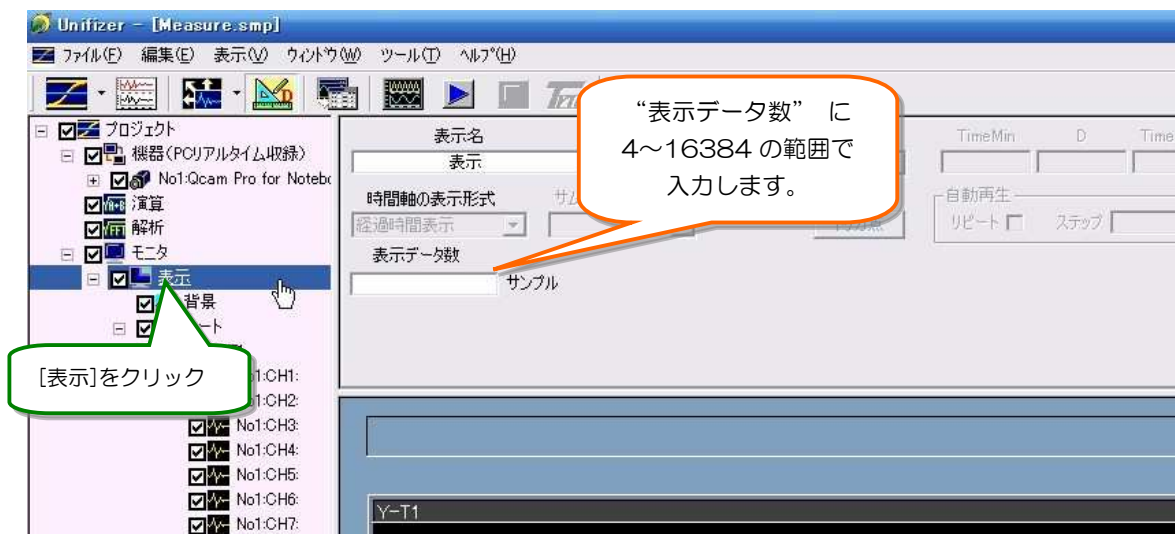 Unifizer - [Measure.smp]
ファイル(F) 編集(E) 表示(V) ウィンドウ(W) ツール(T) ヘルプ(H)
プロジェクト
機器(PCリアルタイム収録)
No1:Qcam Pro for Notebo
演算
解析
モニタ
表示
背景
ート
[表示]をクリック
1:CH1:
1:CH2:
No1:CH3:
No1:CH4:
No1:CH5:
No1:CH6:
No1:CH7:
表示名
表示
時間軸の表示形式
経過時間表示
表示データ数
サンプル
“表示データ数” に
4～16384 の範囲で
入力します。
TimeMin D Time
自動再生
リピート ステップ
Y-T1